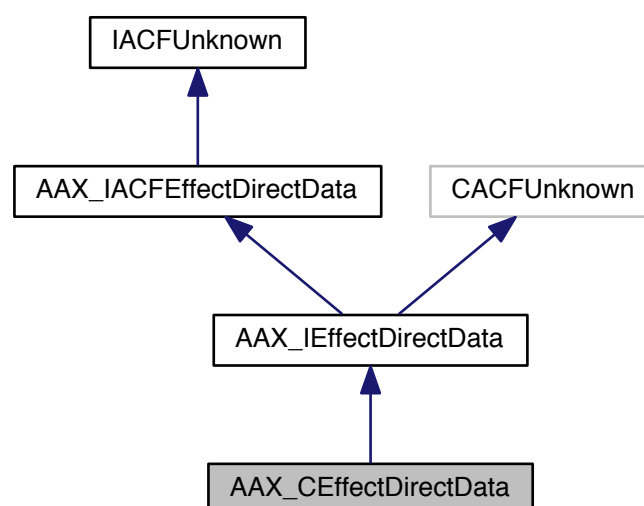 IACFUnknown
AAX_IACFEffectDirectData
CACFUnknown
AAX_IEffectDirectData
AAX_CEffectDirectData